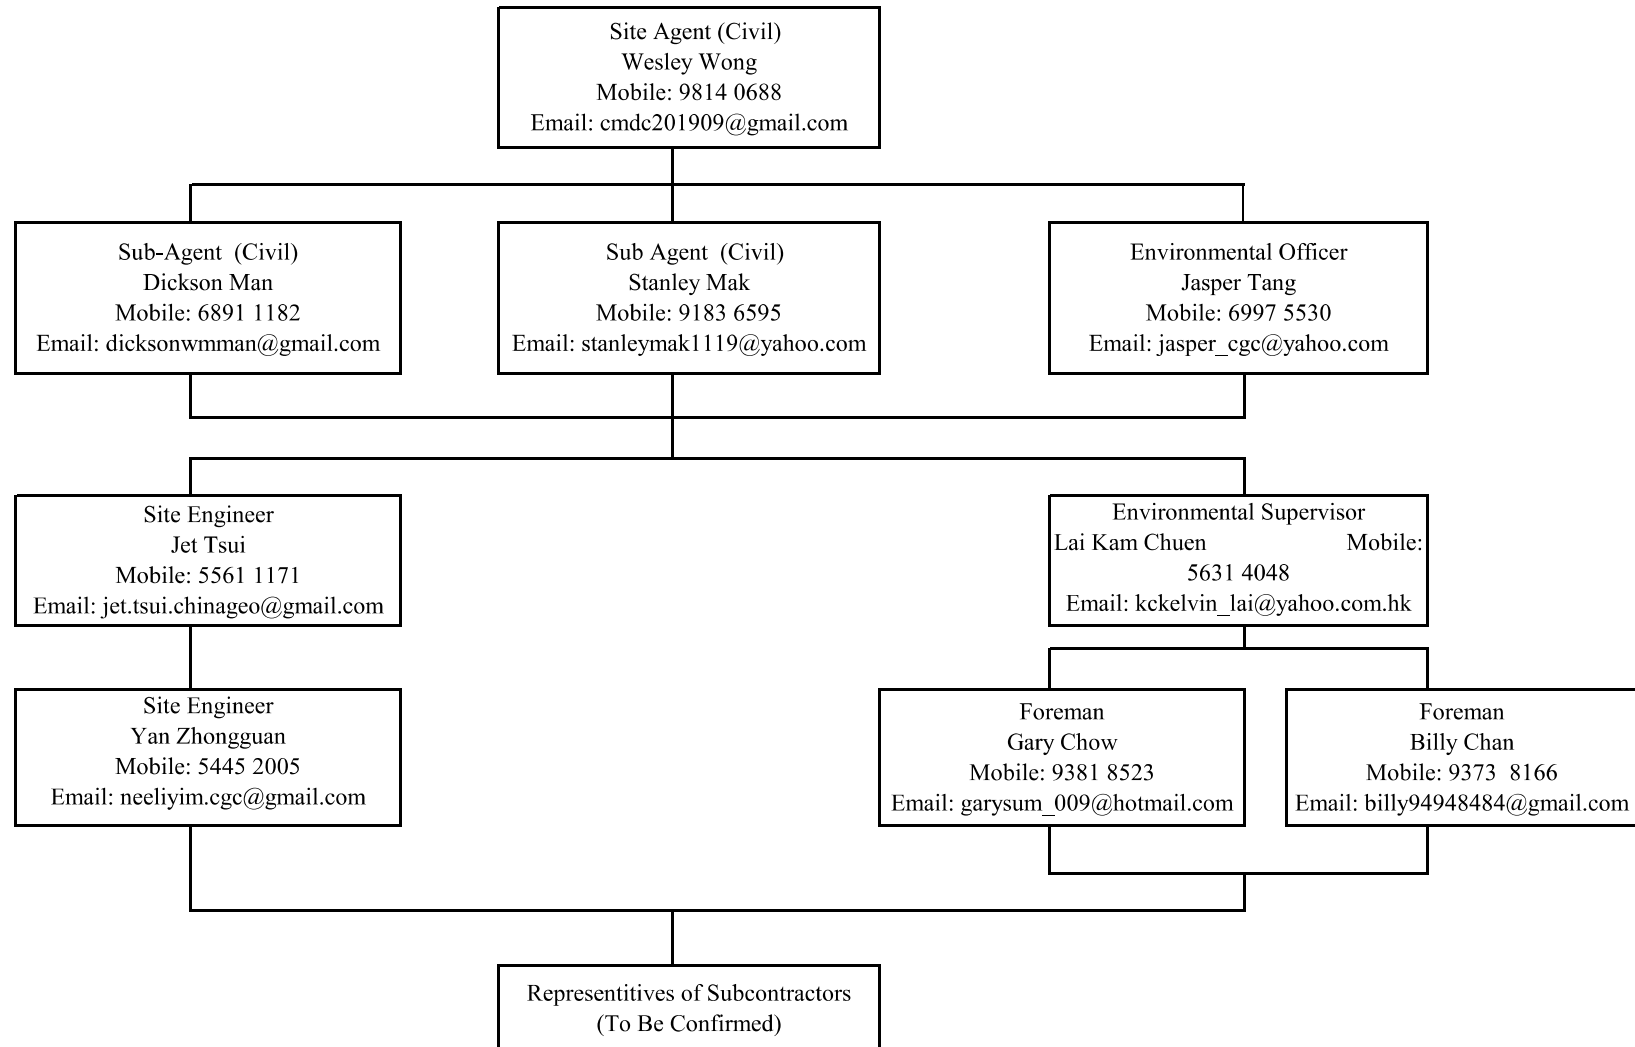 Site Agent (Civil)
Wesley Wong
Mobile: 9814 0688
Email: cmdc201909@gmail.com
Sub-Agent  (Civil)
Dickson Man
Mobile: 6891 1182
Email: dicksonwmman@gmail.com
Sub Agent  (Civil)
Stanley Mak
Mobile: 9183 6595
Email: stanleymak1119@yahoo.com
Environmental Officer
Jasper Tang
Mobile: 6997 5530
Email: jasper_cgc@yahoo.com
Site Engineer
Jet Tsui
Mobile: 5561 1171
Email: jet.tsui.chinageo@gmail.com
Environmental Supervisor
Lai Kam Chuen Mobile:
5631 4048
Email: kckelvin_lai@yahoo.com.hk
Site Engineer
Yan Zhongguan
Mobile: 5445 2005
Email: neeliyim.cgc@gmail.com
Foreman
Gary Chow
Mobile: 9381 8523
Email: garysum_009@hotmail.com
Foreman
Billy Chan
Mobile: 9373  8166
Email: billy94948484@gmail.com
Representitives of Subcontractors
(To Be Confirmed)